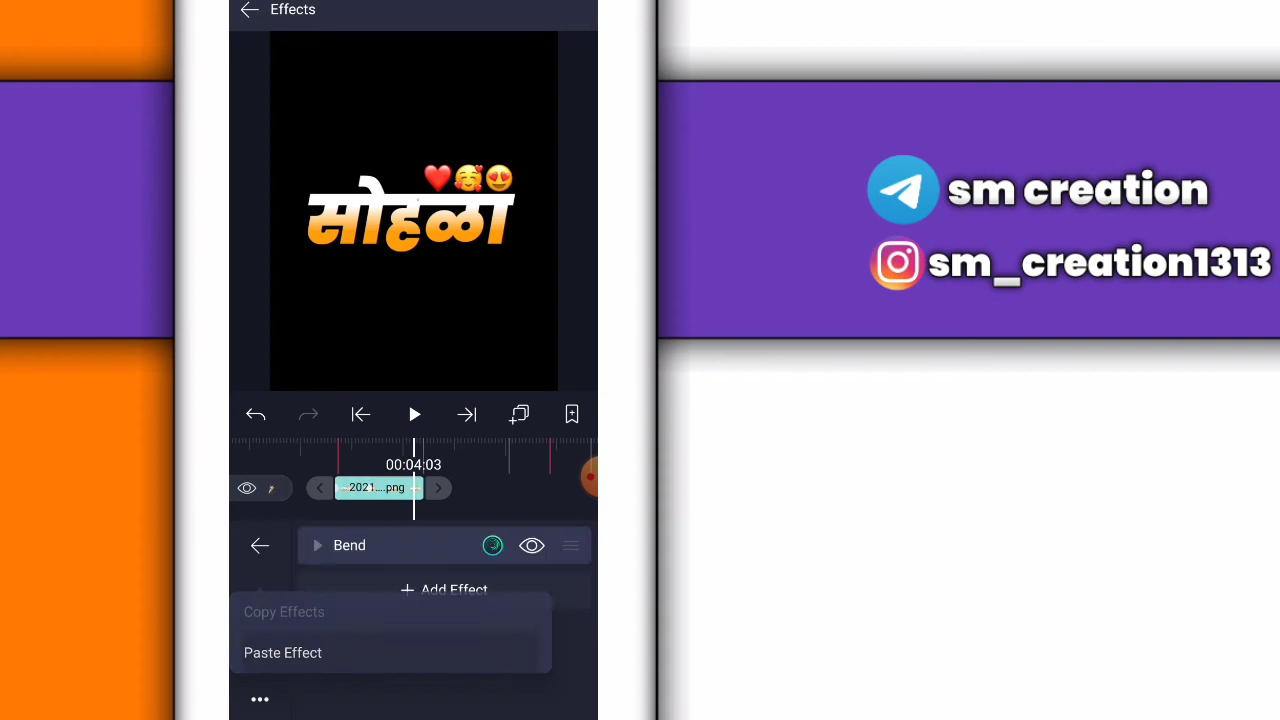 Effects
सोहळा
sm creation
sm_creation1313
00:04:03
2021....png
Bend
+ Add Effect
Copy Effects
Paste Effect